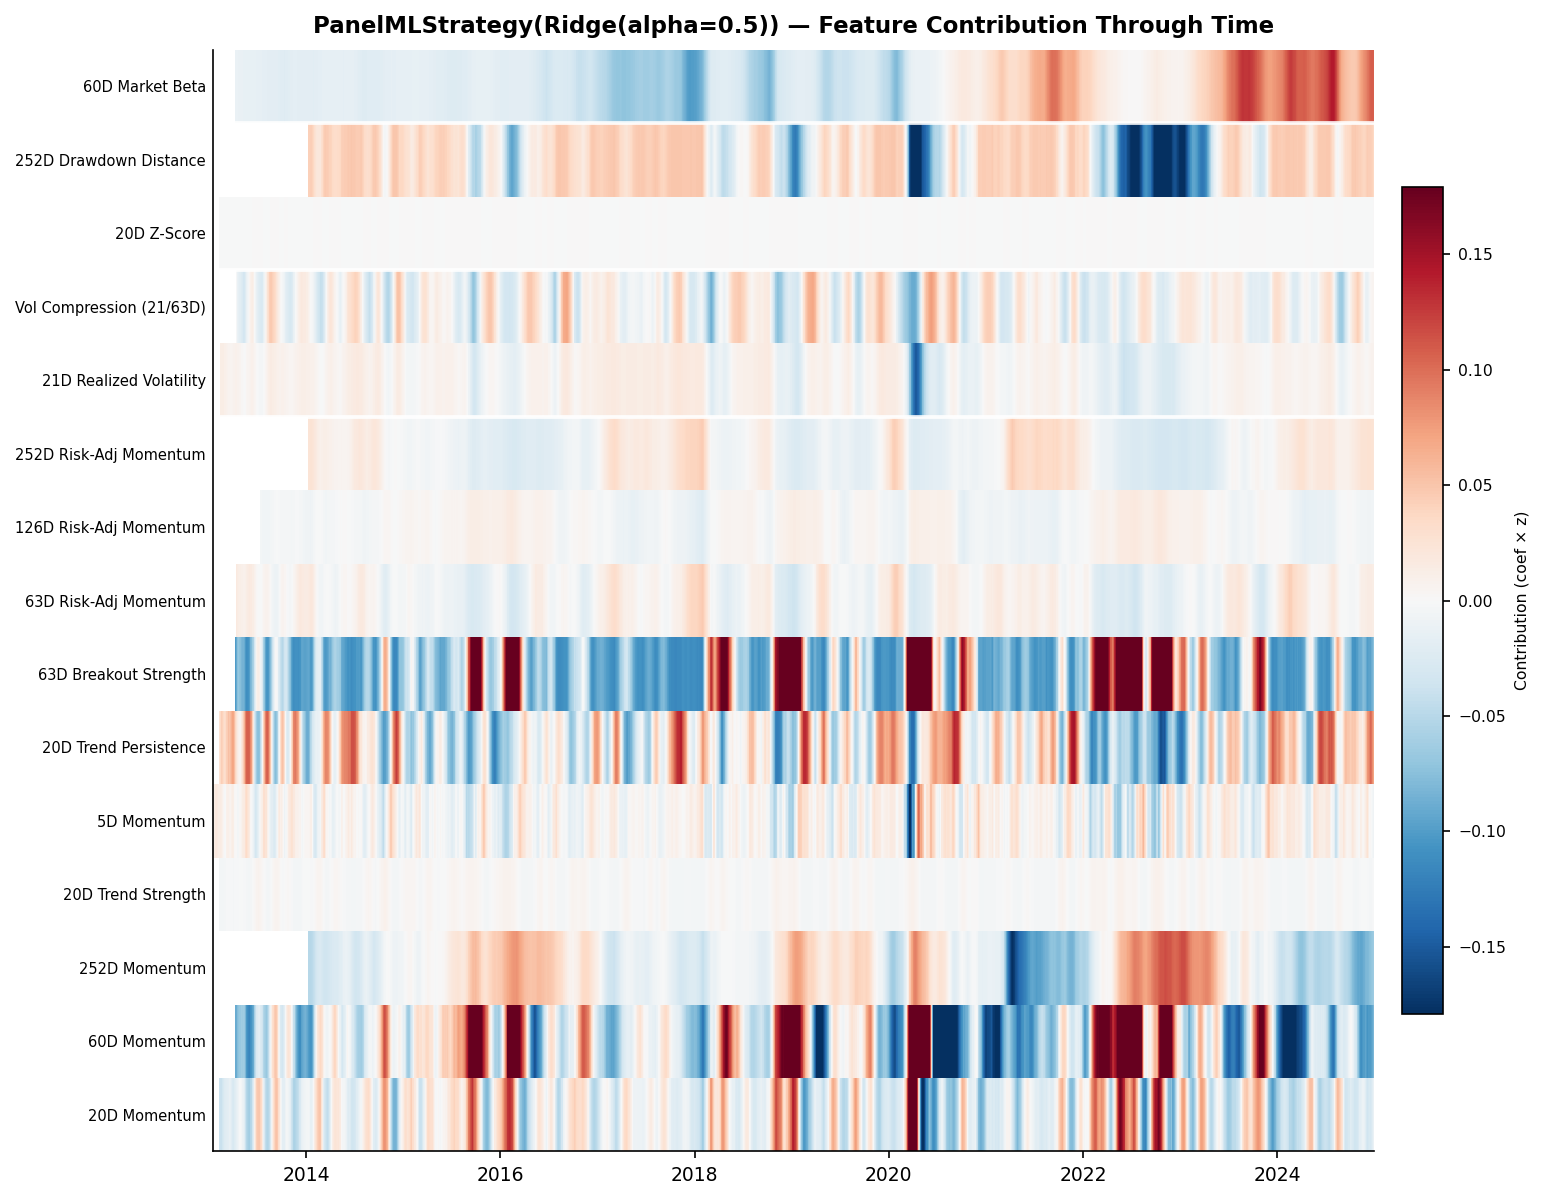 PanelMLStrategy(Ridge(alpha=0.5)) — Feature Contribution Through Time
60D Market Beta
252D Drawdown Distance
20D Z-Score
Vol Compression (21/63D)
21D Realized Volatility
252D Risk-Adj Momentum
126D Risk-Adj Momentum
63D Risk-Adj Momentum
63D Breakout Strength
20D Trend Persistence
5D Momentum
20D Trend Strength
252D Momentum
60D Momentum
20D Momentum
2014 2016 2018 2020 2022 2024
0.15
0.10
0.05
0.00
−0.05
−0.10
−0.15
Contribution (coef × z)